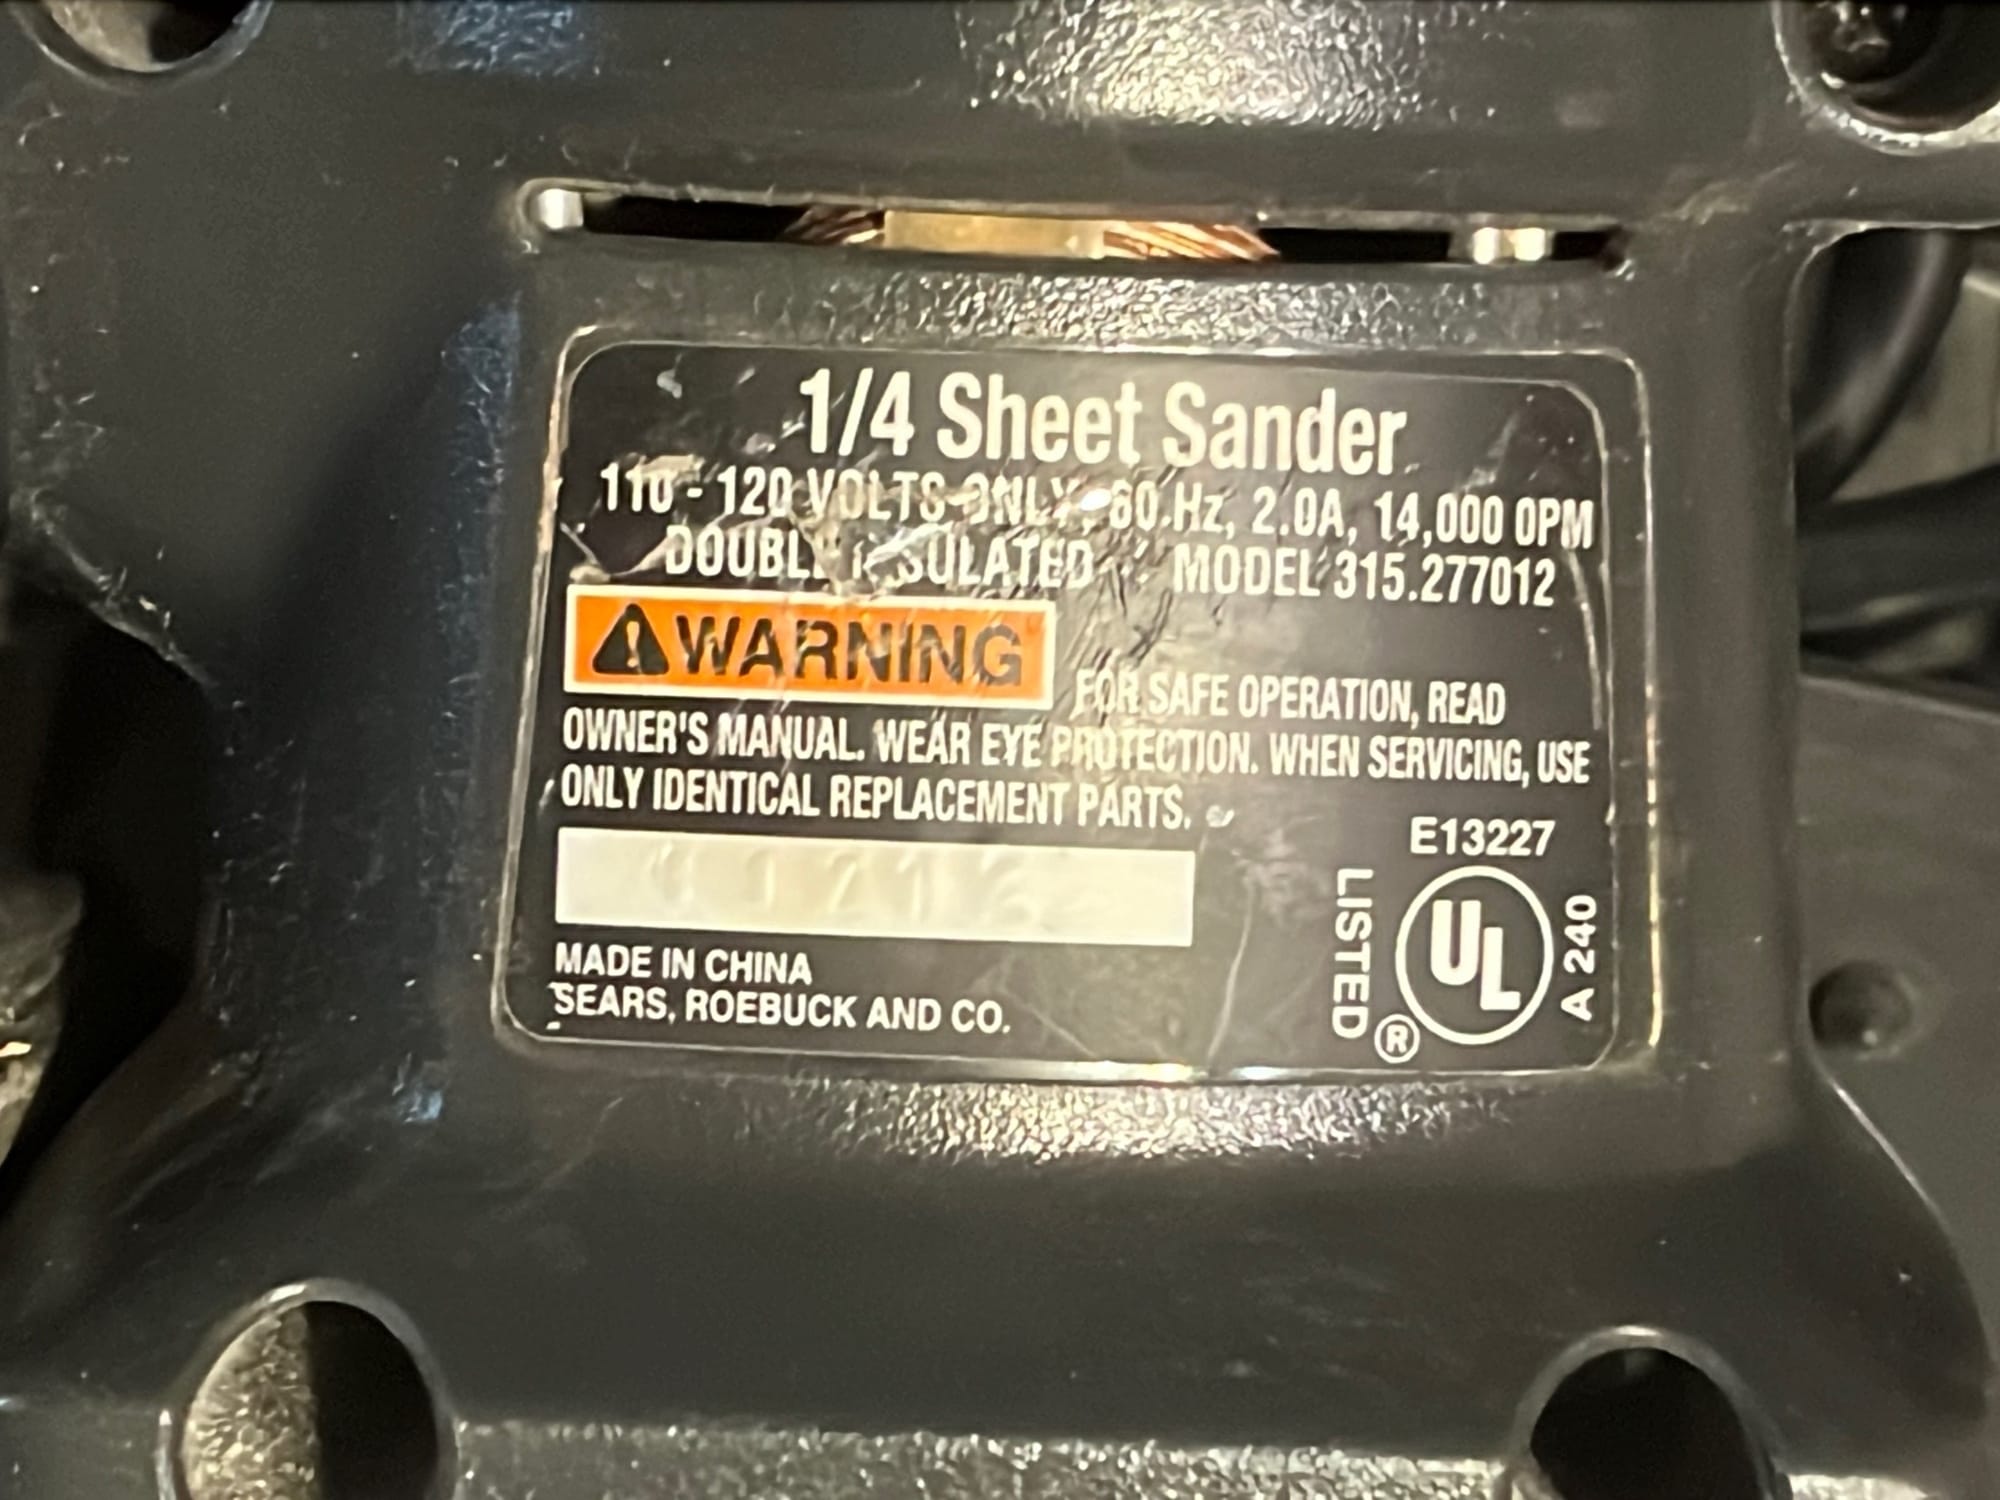 1/4 Sheet Sander
110 - 120 VOLTS ONLY, 60 Hz, 2.0A, 14,000 OPM
DOUBLE INSULATED MODEL 315.277012
WARNING
FOR SAFE OPERATION, READ
OWNER'S MANUAL. WEAR EYE PROTECTION. WHEN SERVICING, USE
ONLY IDENTICAL REPLACEMENT PARTS.
E13227
LISTED
UL
®
A 240
MADE IN CHINA
SEARS, ROEBUCK AND CO.